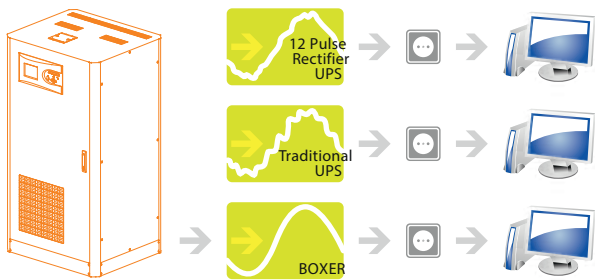 12 Pulse
Rectifier
UPS
Traditional
UPS
BOXER